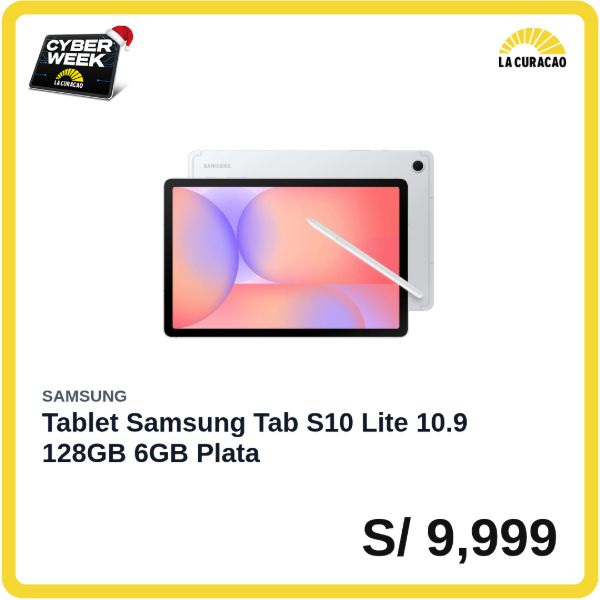 CYBER
WEEK
LA CURACAO
LA CURACAO
SAMSUNG
SAMSUNG
Tablet Samsung Tab S10 Lite 10.9
128GB 6GB Plata
S/ 9,999